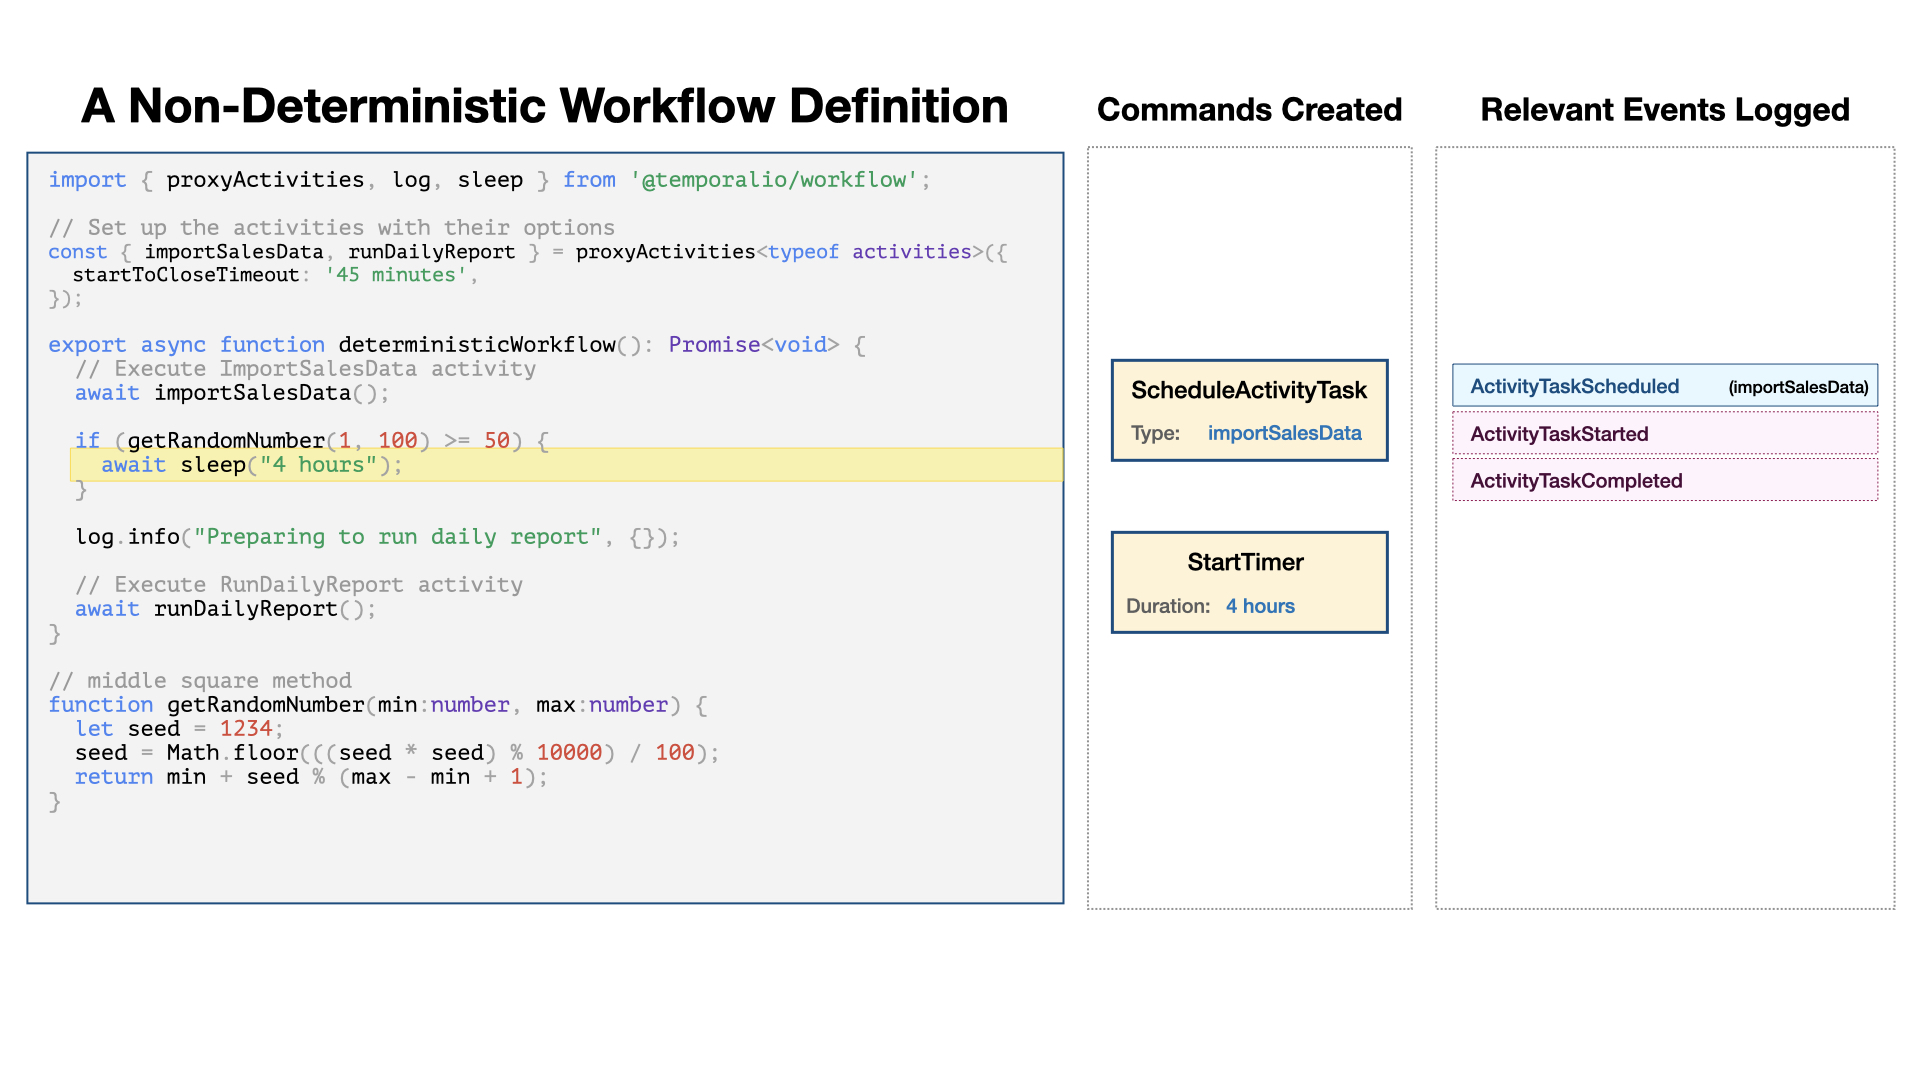 A Non-Deterministic Workflow Definition
import { proxyActivities, log, sleep } from '@temporalio/workflow';
// Set up the activities with their options
const { importSalesData, runDailyReport } = proxyActivities<typeof activities>({
  startToCloseTimeout: '45 minutes',
});
export async function deterministicWorkflow(): Promise<void> {
  // Execute ImportSalesData activity
  await importSalesData();
  if (getRandomNumber(1, 100) >= 50) {
    await sleep("4 hours");
  }
  log.info("Preparing to run daily report", {});
  // Execute RunDailyReport activity
  await runDailyReport();
}
// middle square method
function getRandomNumber(min:number, max:number) {
  let seed = 1234;
  seed = Math.floor(((seed * seed) % 10000) / 100);
  return min + seed % (max - min + 1);
}
Commands Created
ScheduleActivityTask
Type: importSalesData
StartTimer
Duration: 4 hours
Relevant Events Logged
ActivityTaskScheduled (importSalesData)
ActivityTaskStarted
ActivityTaskCompleted